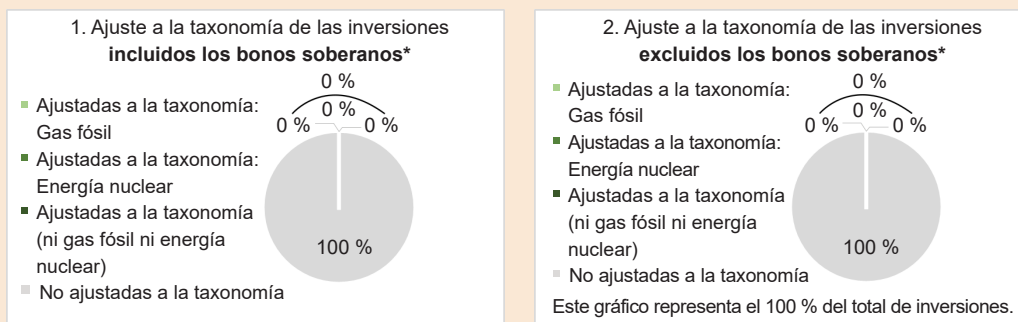 1. Ajuste a la taxonomía de las inversiones
incluidos los bonos soberanos*
Ajustadas a la taxonomía:
Gas fósil
Ajustadas a la taxonomía:
Energía nuclear
Ajustadas a la taxonomía
(ni gas fósil ni energía
nuclear)
No ajustadas a la taxonomía
0 %
0 %
0 %
0 %
100 %
2. Ajuste a la taxonomía de las inversiones
excluidos los bonos soberanos*
Ajustadas a la taxonomía:
Gas fósil
Ajustadas a la taxonomía:
Energía nuclear
Ajustadas a la taxonomía
(ni gas fósil ni energía
nuclear)
No ajustadas a la taxonomía
0 %
0 %
0 %
0 %
100 %
Este gráfico representa el 100 % del total de inversiones.